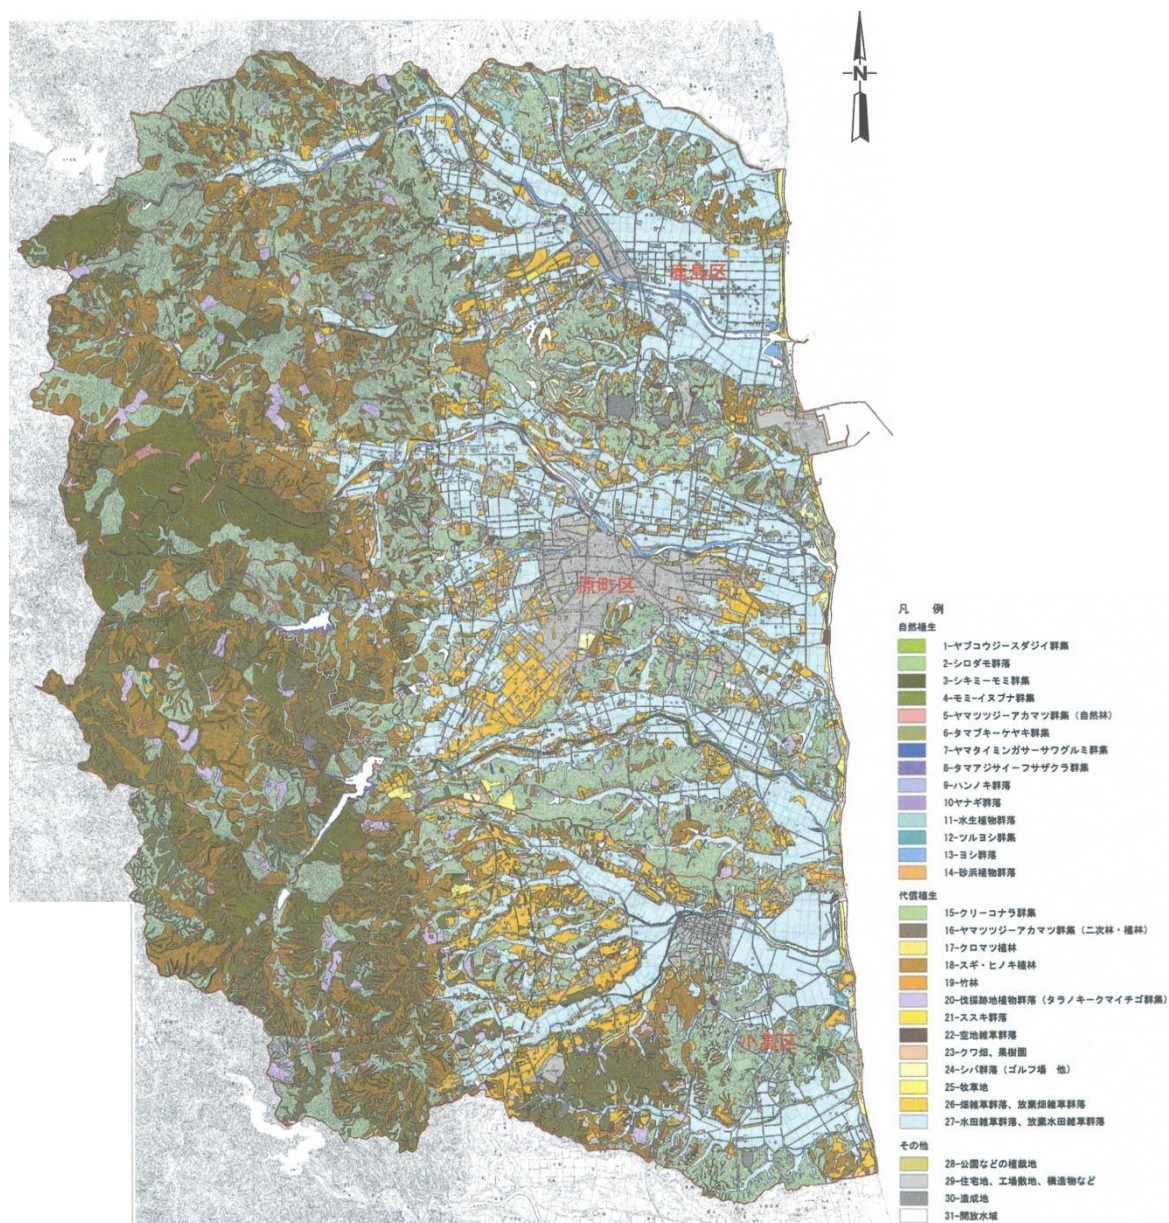 N
鹿島区
原町区
小高区
凡　例
自然植生
1-ヤブコウジースダジイ群集
2-シロダモ群落
3-シキミーモミ群集
4-モミーイヌブナ群集
5-ヤマツツジーアカマツ群集（自然林）
6-タマブキーケヤキ群集
7-ヤマタイミンガサーサワグルミ群集
8-タマアジサイーフサザクラ群集
9-ハンノキ群落
10-ヤナギ群落
11-水生植物群落
12-ツルヨシ群集
13-ヨシ群落
14-砂浜植物群落
代償植生
15-クリーコナラ群集
16-ヤマツツジーアカマツ群集（二次林・植林）
17-クロマツ植林
18-スギ・ヒノキ植林
19-竹林
20-伐採跡地植物群落（タラノキークマイチゴ群集）
21-ススキ群落
22-空地雑草群落
23-クワ畑、果樹園
24-シバ群落（ゴルフ場　他）
25-牧草地
26-畑雑草群落、放棄畑雑草群落
27-水田雑草群落、放棄水田雑草群落
その他
28-公園などの植栽地
29-住宅地、工場敷地、構造物など
30-造成地
31-開放水域